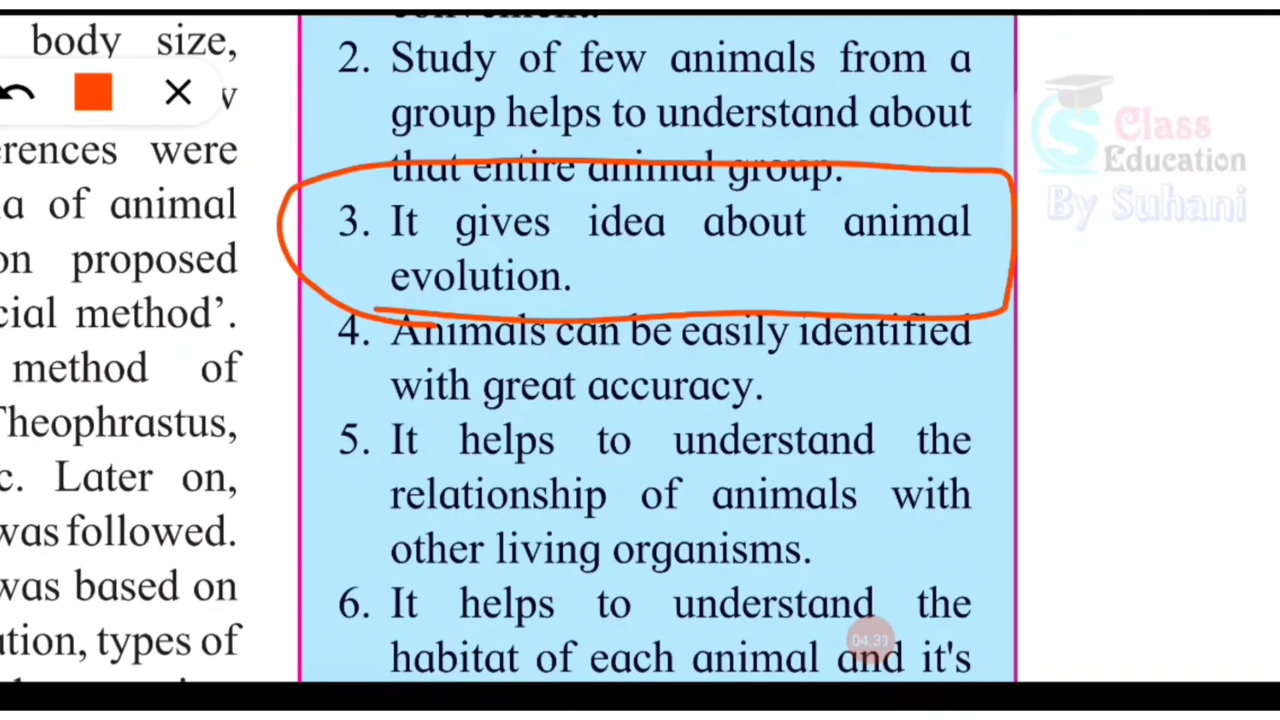 body size,
v
erences were
a of animal
on proposed
cial method’.
method of
Theophrastus,
c. Later on,
was followed.
was based on
ation, types of
2. Study of few animals from a
group helps to understand about
that entire animal group.
3. It gives idea about animal
evolution.
4. Animals can be easily identified
with great accuracy.
5. It helps to understand the
relationship of animals with
other living organisms.
6. It helps to understand the
habitat of each animal and it's
Class
Education
By Suhani
04:31